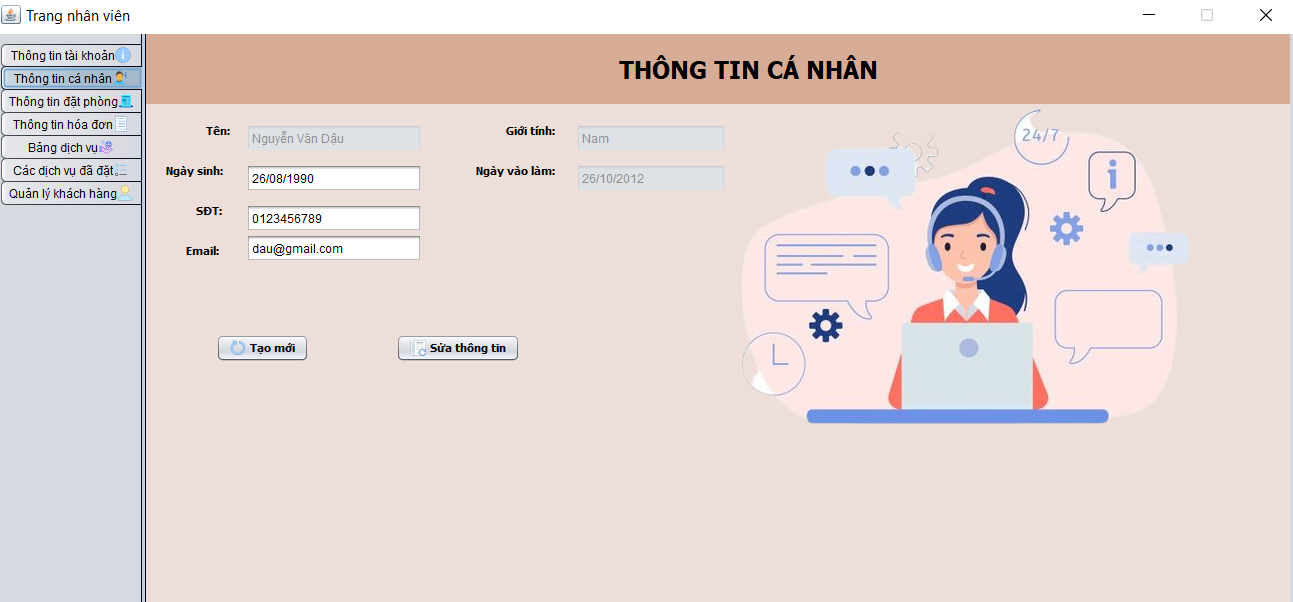 Trang nhân viên
Thông tin tài khoản
Thông tin cá nhân
Thông tin đặt phòng
Thông tin hóa đơn
Bảng dịch vụ
Các dịch vụ đã đặt
Quản lý khách hàng
THÔNG TIN CÁ NHÂN
Tên: Nguyễn Văn Dậu Giới tính: Nam
Ngày sinh: 26/08/1990 Ngày vào làm: 26/10/2012
SĐT: 0123456789
Email: dau@gmail.com
Tạo mới Sửa thông tin
24/7
i